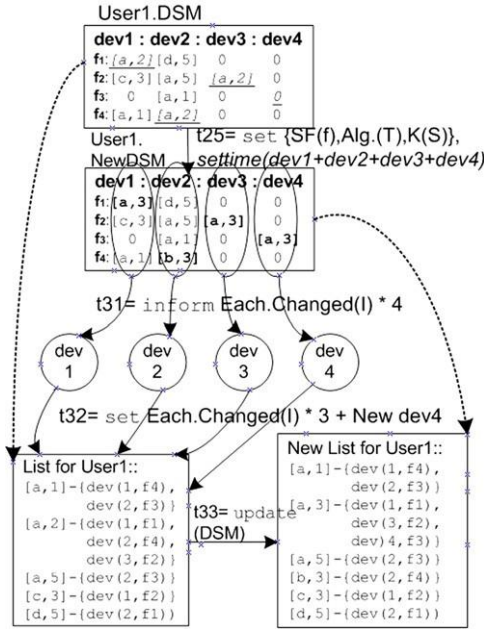 User1.DSM
dev1 : dev2 : dev3 : dev4
f1: [a,2] [d,5] 0 0
f2: [c,3] [a,5] [a,2] 0
f3: 0 [a,1] 0 0
f4: [a,1] [a,2] 0 0
User1.
NewDSM
t25= set {SF(f),Alg.(T),K(S)},
settime(dev1+dev2+dev3+dev4)
dev1 : dev2 : dev3 : dev4
f1: [a,3] [d,5] 0 0
f2: [c,3] [a,5] [a,3] 0
f3: 0 [a,1] 0 [a,3]
f4: [a,1] [b,3] 0 0
t31= inform Each.Changed(I) * 4
dev
1
dev
2
dev
3
dev
4
t32= set Each.Changed(I) * 3 + New dev4
List for User1::
[a,1]-{dev(1,f4),
dev(2,f3)}
[a,2]-{dev(1,f1),
dev(2,f4),
dev(3,f2)}
[a,5]-{dev(2,f3)}
[c,3]-{dev(1,f2)}
[d,5]-{dev(2,f1))
t33= update
(DSM)
New List for User1::
[a,1]-{dev(1,f4),
dev(2,f3)}
[a,3]-{dev(1,f1),
dev(3,f2),
dev)4,f3)}
[a,5]-{dev(2,f3)}
[b,3]-{dev(2,f4)}
[c,3]-{dev(1,f2)}
[d,5]-{dev(2,f1))